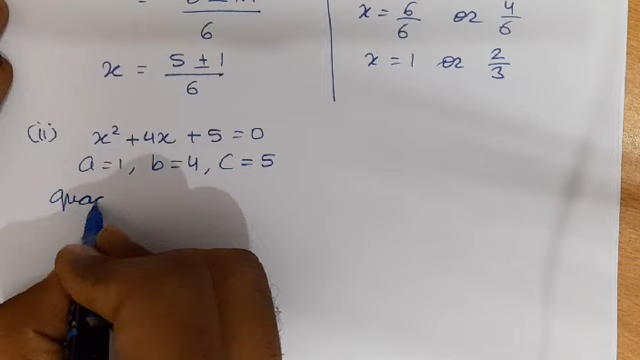 =
6
x = 5 ± 1 / 6
x = 6/6 or 4/6
x = 1 or 2/3
(ii) x² + 4x + 5 = 0
a = 1, b = 4, c = 5
qua